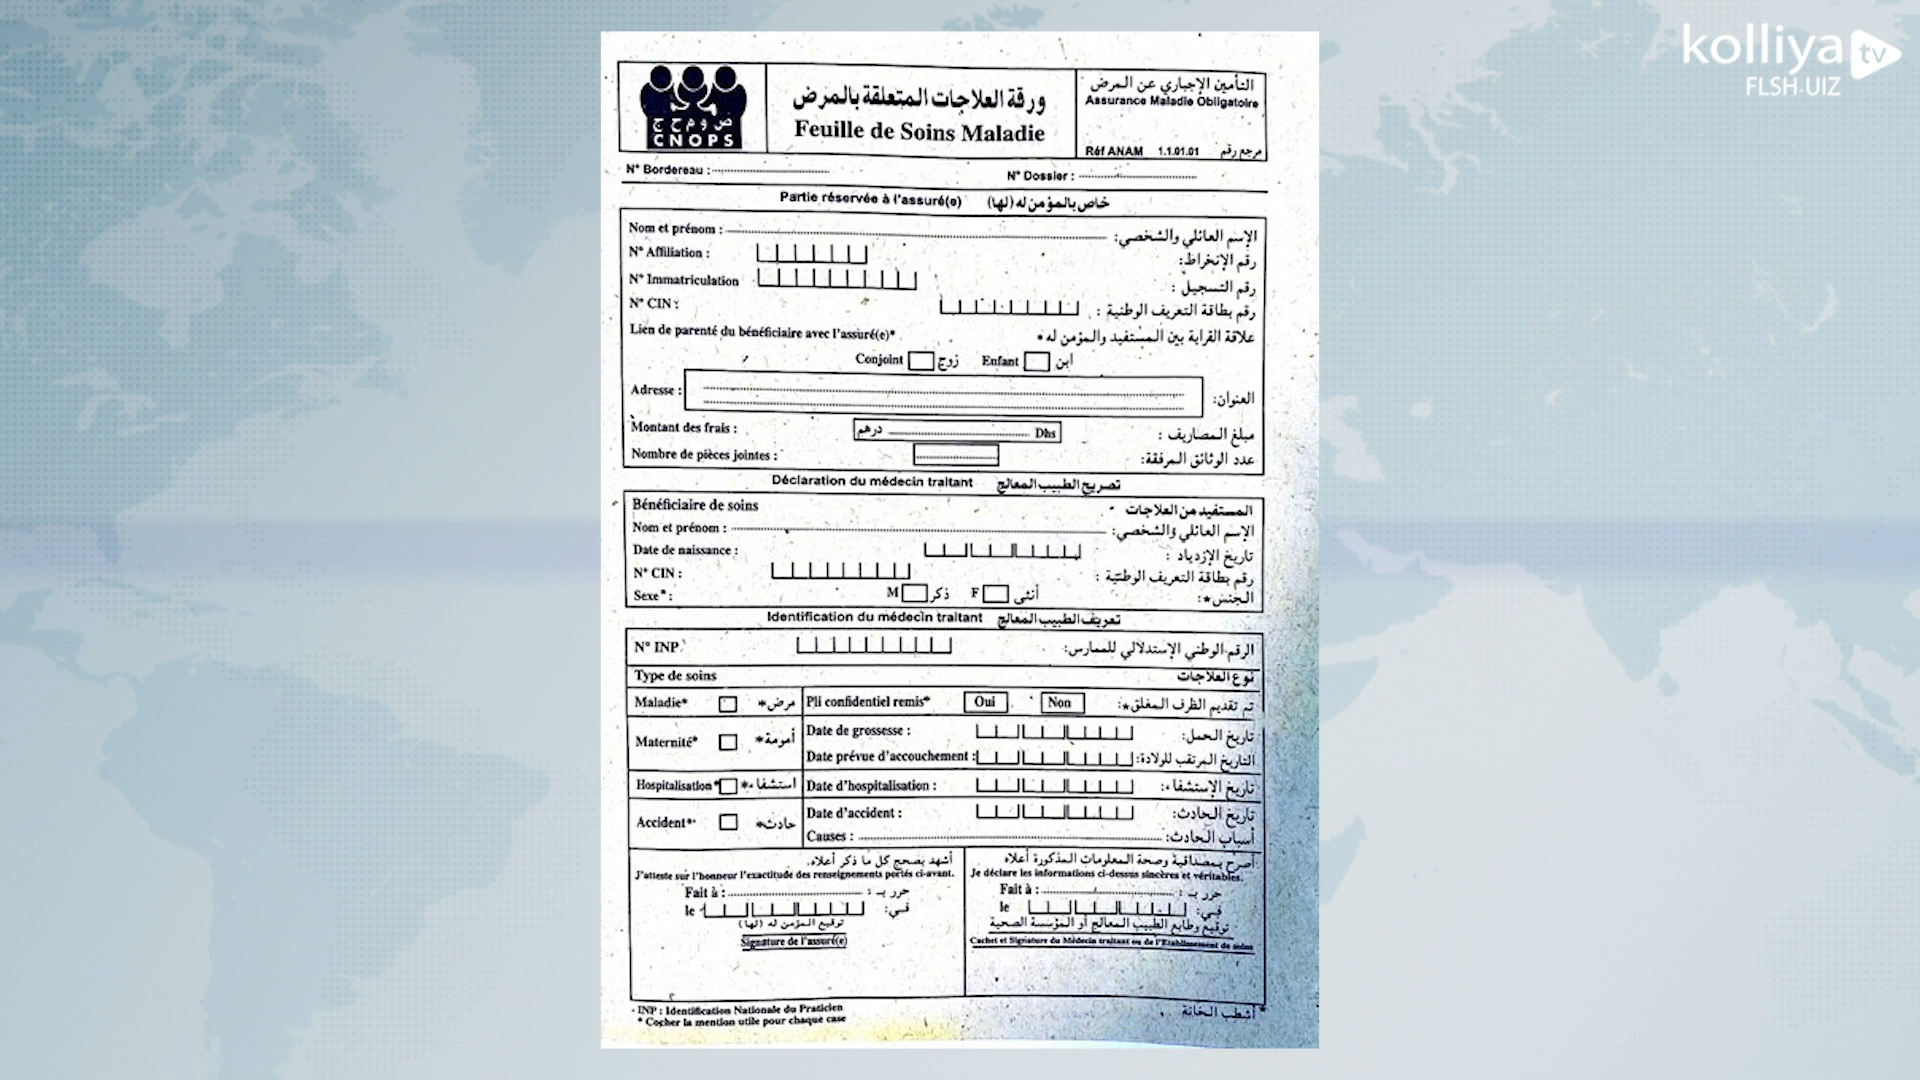 kolliya tv
FLSH-UIZ
ص و م ح ج
CNOPS
ورقة العلاجات المتعلقة بالمرض
Feuille de Soins Maladie
التأمين الإجباري عن المرض
Assurance Maladie Obligatoire
Réf ANAM 1.1.01.01 مرجع رقم
N° Bordereau :
N° Dossier :
Partie réservée à l'assuré(e) خاص بالمؤمن له (لها)
Nom et prénom : الإسم العائلي والشخصي:
N° Affiliation : رقم الإنخراط:
N° Immatriculation رقم التسجيل :
N° CIN : رقم بطاقة التعريف الوطنية :
Lien de parenté du bénéficiaire avec l'assuré(e)* علاقة القرابة بين المستفيد والمؤمن له *
Conjoint زوج Enfant ابن
Adresse : العنوان:
Montant des frais : درهم Dhs مبلغ المصاريف :
Nombre de pièces jointes : عدد الوثائق المرفقة:
Déclaration du médecin traitant تصريح الطبيب المعالج
Bénéficiaire de soins المستفيد من العلاجات
Nom et prénom : الإسم العائلي والشخصي:
Date de naissance : تاريخ الإزدياد :
N° CIN : رقم بطاقة التعريف الوطنية :
Sexe* : M ذكر F أنثى الجنس*:
Identification du médecin traitant تعريف الطبيب المعالج
N° INP الرقم الوطني الإستدلالي للممارس:
Type de soins نوع العلاجات
Maladie* مرض* Pli confidentiel remis* Oui Non تم تقديم الظرف المغلق*:
Maternité* أمومة*
Date de grossesse : تاريخ الحمل:
Date prévue d'accouchement : التاريخ المرتقب للولادة:
Hospitalisation* استشفاء* Date d'hospitalisation : تاريخ الإستشفاء:
Accident* حادث*
Date d'accident : تاريخ الحادث:
Causes : أسباب الحادث:
أشهد بصحح كل ما ذكر أعلاه.
J'atteste sur l'honneur l'exactitude des renseignements portés ci-avant.
Fait à : حرر بـ :
le في:
توقيع المؤمن له (لها)
Signature de l'assuré(e)
أصرح بمصداقية وصحة المعلومات المذكورة أعلاه
Je déclare les informations ci-dessus sincères et véritables.
Fait à : حرر بـ :
le في:
توقيع وطابع الطبيب المعالج أو المؤسسة الصحية
Cachet et Signature du Médecin traitant ou de l'Etablissement de soins
- INP : Identification Nationale du Praticien
* Cocher la mention utile pour chaque case
* أشطب الخانة